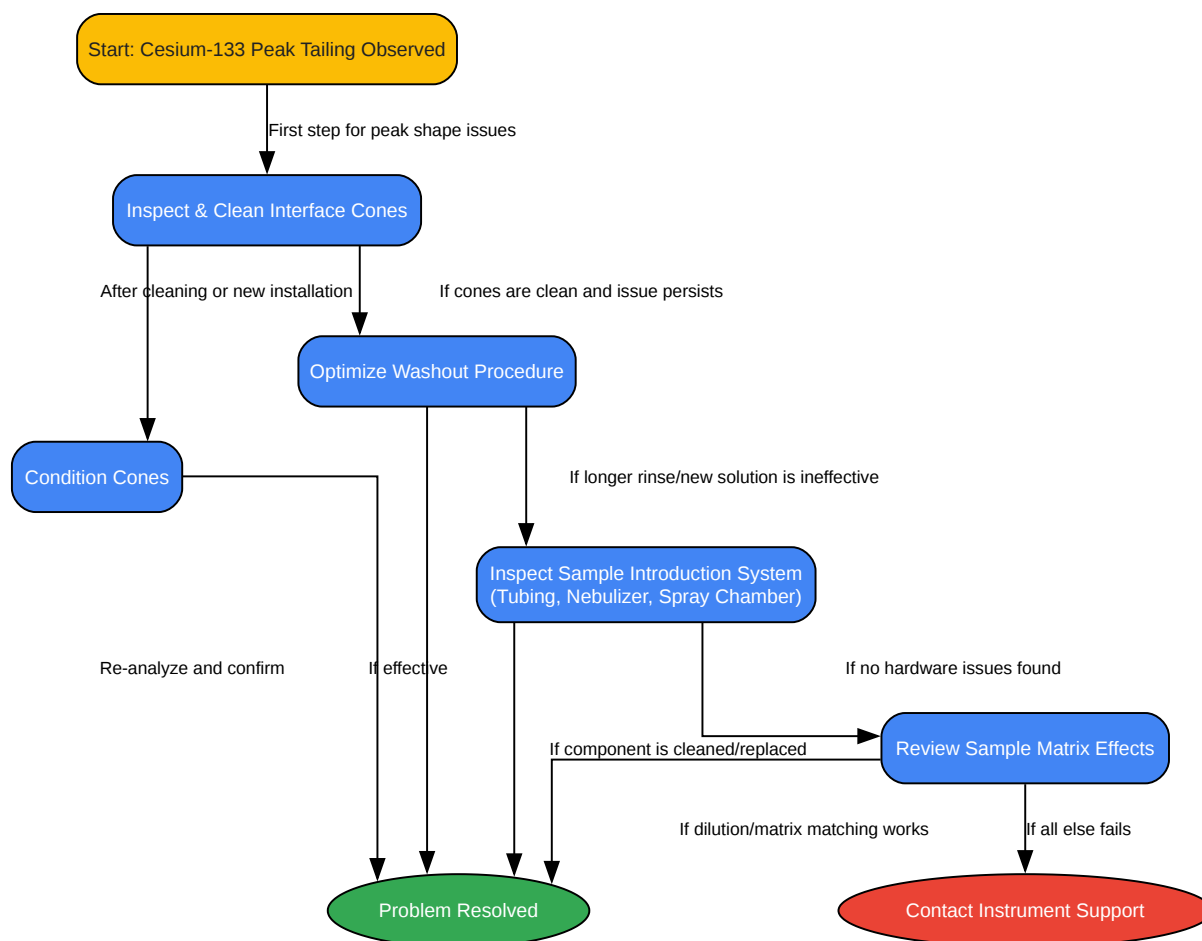 Start: Cesium-133 Peak Tailing Observed
First step for peak shape issues
Inspect & Clean Interface Cones
After cleaning or new installation
If cones are clean and issue persists
Optimize Washout Procedure
Condition Cones
If longer rinse/new solution is ineffective
Inspect Sample Introduction System
(Tubing, Nebulizer, Spray Chamber)
Re-analyze and confirm
If effective
If no hardware issues found
Review Sample Matrix Effects
If component is cleaned/replaced
If dilution/matrix matching works
If all else fails
Problem Resolved
Contact Instrument Support